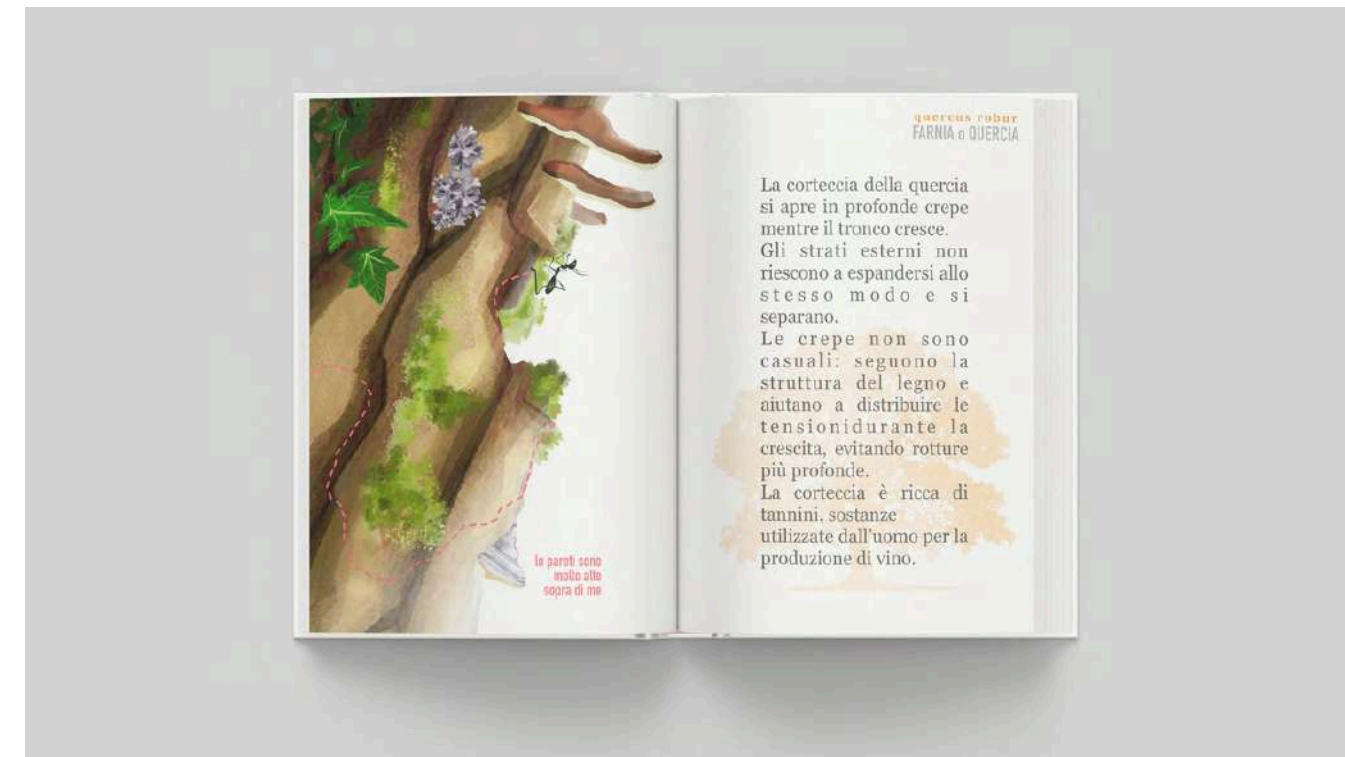 le pareti sono
molto alte
sopra di me
quercus robur
FARNIA o QUERCIA
La corteccia della quercia
si apre in profonde crepe
mentre il tronco cresce.
Gli strati esterni non
riescono a espandersi allo
stesso modo e si
separano.
Le crepe non sono
casuali: seguono la
struttura del legno e
aiutano a distribuire le
tensionidurante la
crescita, evitando rotture
più profonde.
La corteccia è ricca di
tannini, sostanze
utilizzate dall'uomo per la
produzione di vino.